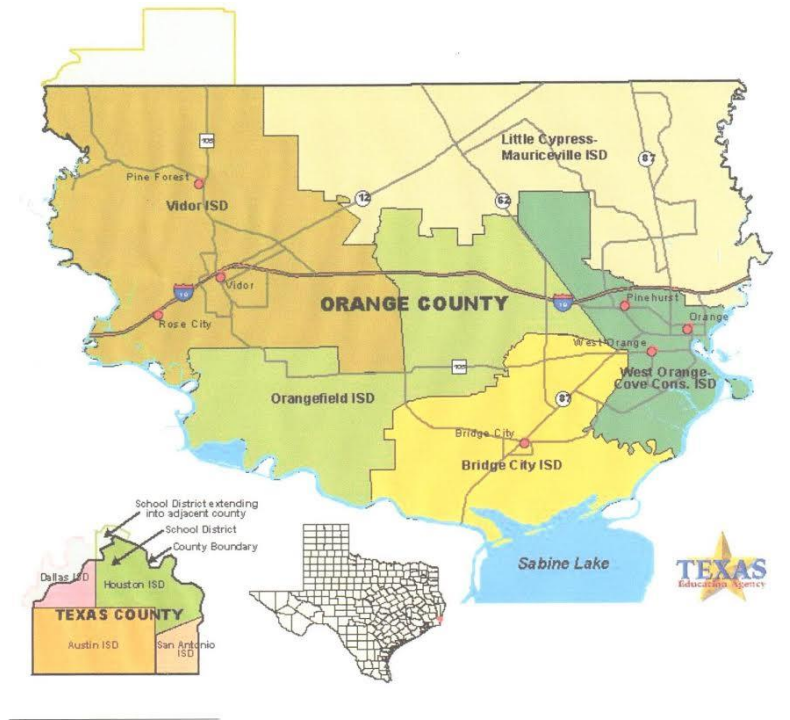 105
Little Cypress-
Mauriceville ISD
87
Pine Forest
Vidor ISD
12
62
Vidor
ORANGE COUNTY
Pinehurst
Rose City
Orange
West Orange
105
West Orange-
Cove Cons. ISD
Orangefield ISD
87
Bridge City
Bridge City ISD
School District extending
into adjacent county
School District
County Boundary
Dallas ISD
Houston ISD
TEXAS COUNTY
Austin ISD
San Antonio
ISD
Sabine Lake
TEXAS
Education Agency